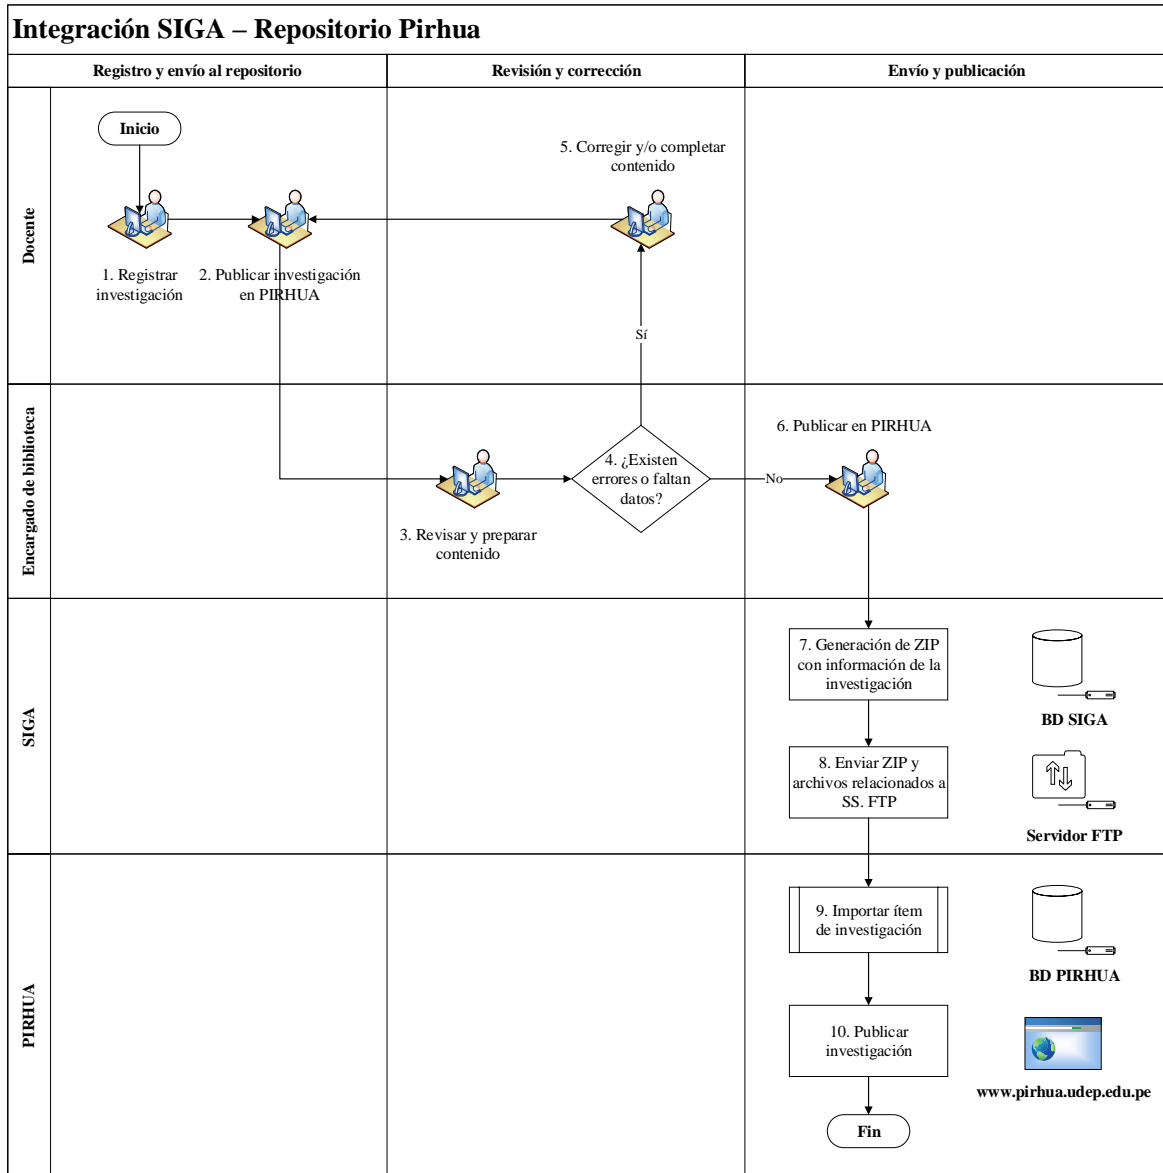 Integración SIGA – Repositorio Pirhua
Registro y envío al repositorio
Revisión y corrección
Envío y publicación
Docente
Inicio
1. Registrar
investigación
2. Publicar investigación
en PIRHUA
5. Corregir y/o completar
contenido
Sí
Encargado de biblioteca
3. Revisar y preparar
contenido
4. ¿Existen
errores o faltan
datos?
No
6. Publicar en PIRHUA
SIGA
7. Generación de ZIP
con información de la
investigación
BD SIGA
8. Enviar ZIP y
archivos relacionados a
SS. FTP
Servidor FTP
PIRHUA
9. Importar ítem
de investigación
BD PIRHUA
10. Publicar
investigación
www.pirhua.udep.edu.pe
Fin